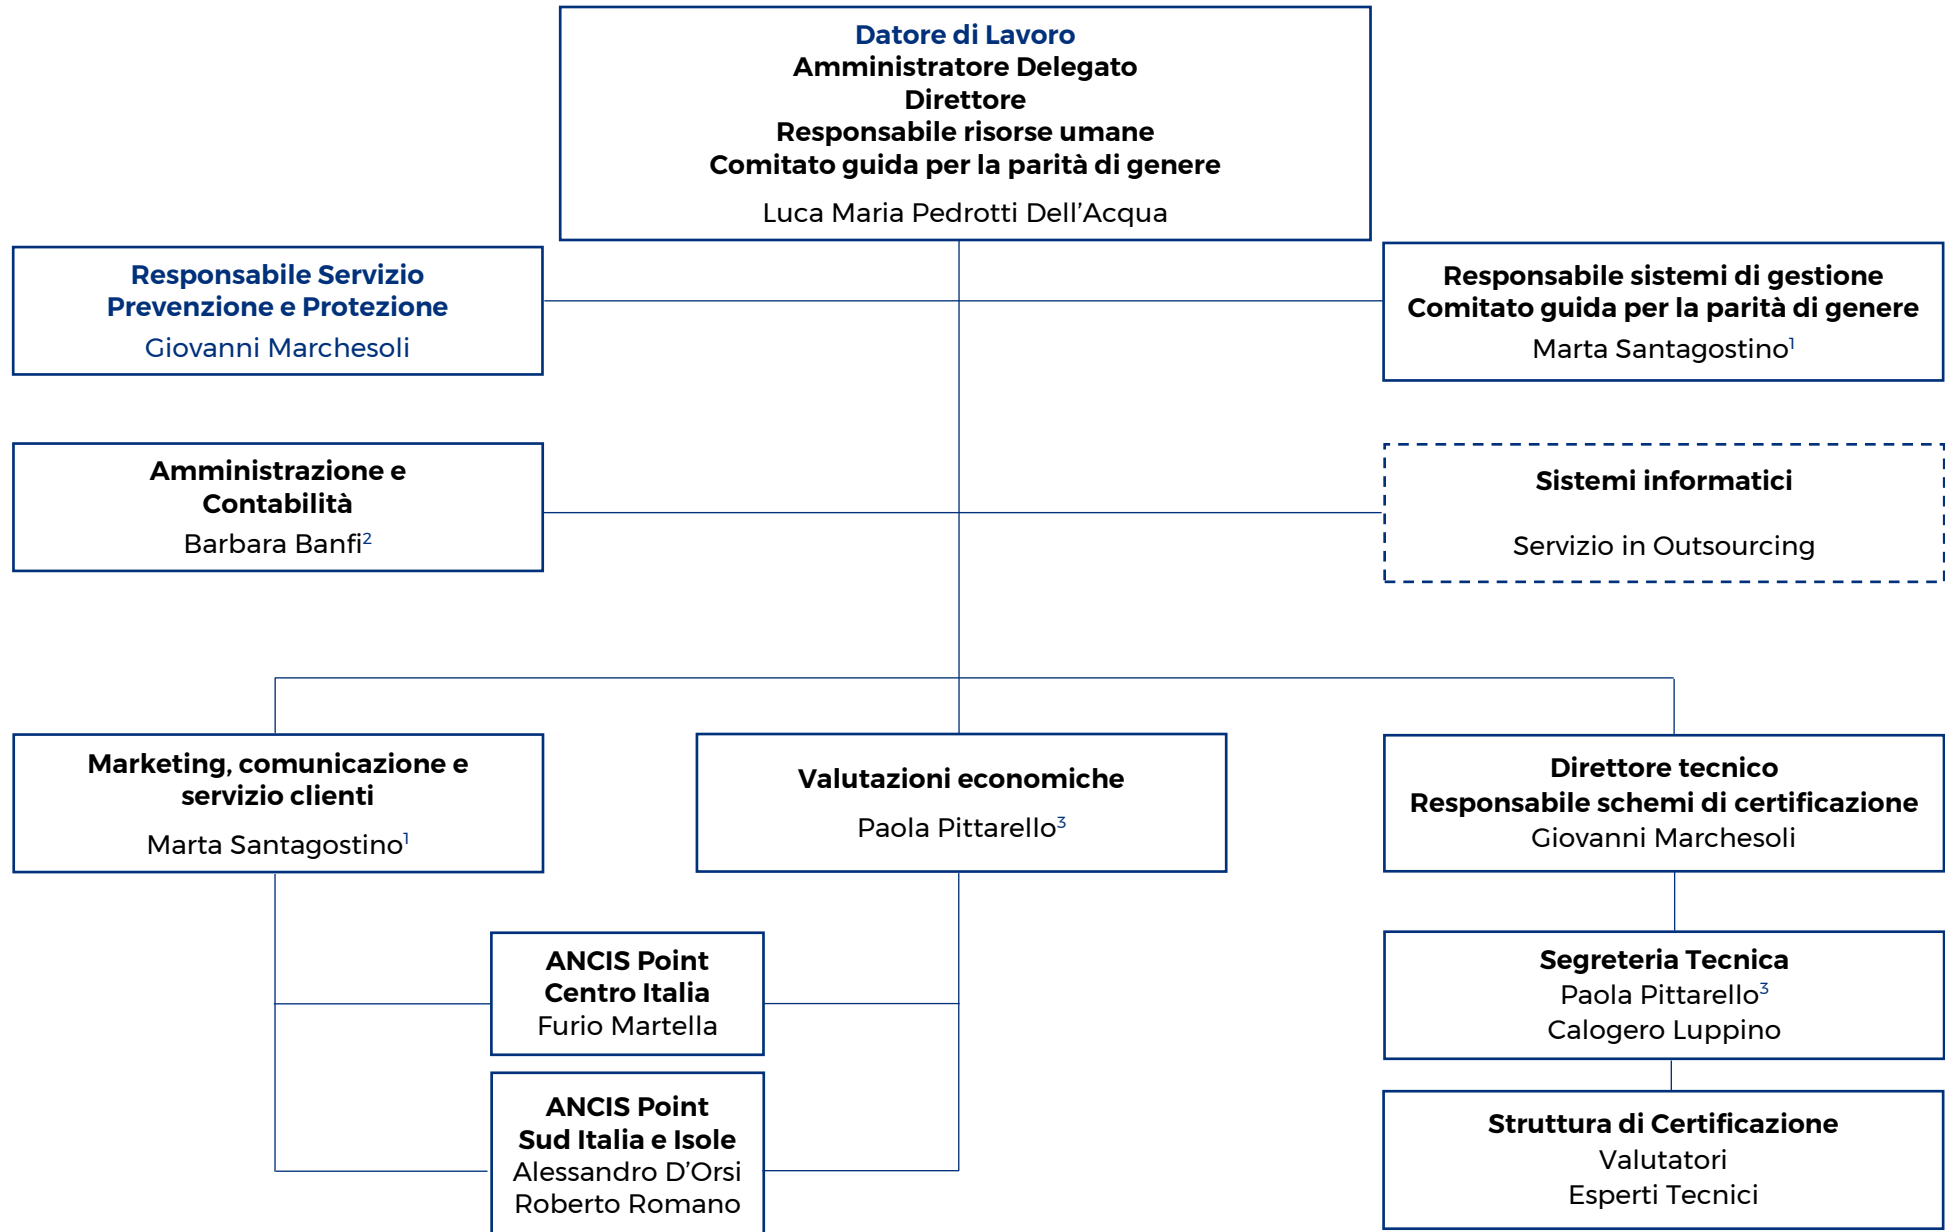 Datore di Lavoro
Amministratore Delegato
Direttore
Responsabile risorse umane
Comitato guida per la parità di genere
Luca Maria Pedrotti Dell’Acqua
Responsabile Servizio
Prevenzione e Protezione
Giovanni Marchesoli
Responsabile sistemi di gestione
Comitato guida per la parità di genere
Marta Santagostino¹
Amministrazione e
Contabilità
Barbara Banfi²
Sistemi informatici
Servizio in Outsourcing
Marketing, comunicazione e
servizio clienti
Marta Santagostino¹
Valutazioni economiche
Paola Pittarello³
Direttore tecnico
Responsabile schemi di certificazione
Giovanni Marchesoli
ANCIS Point
Centro Italia
Furio Martella
Segreteria Tecnica
Paola Pittarello³
Calogero Luppino
ANCIS Point
Sud Italia e Isole
Alessandro D’Orsi
Roberto Romano
Struttura di Certificazione
Valutatori
Esperti Tecnici